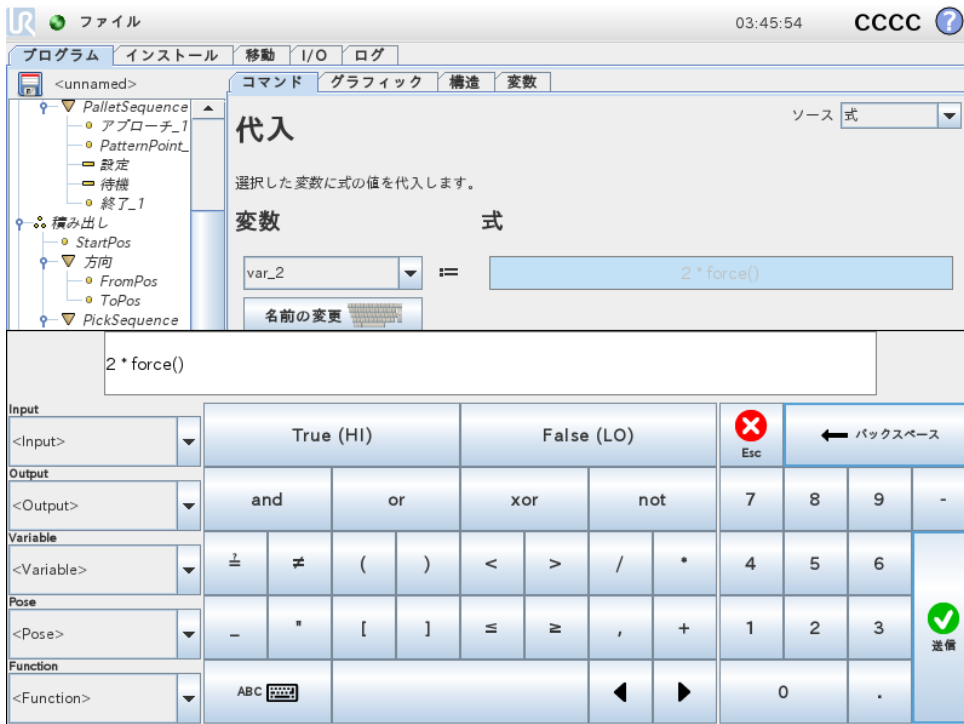 UR ファイル 03:45:54 CCCC ?
プログラム インストール 移動 I/O ログ
<unnamed>
コマンド グラフィック 構造 変数
PalletSequence
アプローチ_1
PatternPoint_
設定
待機
終了_1
積み出し
StartPos
方向
FromPos
ToPos
PickSequence
代入
ソース 式
選択した変数に式の値を代入します。
変数 式
var_2 := 2 * force()
名前の変更
2 * force()
Input
<Input>
True (HI) False (LO) Esc バックスペース
Output
<Output>
and or xor not 7 8 9 -
Variable
<Variable>
≟ ≠ ( ) < > / * 4 5 6
Pose
<Pose>
_ " [ ] ≤ ≥ , + 1 2 3 送信
Function
<Function>
ABC 0 .